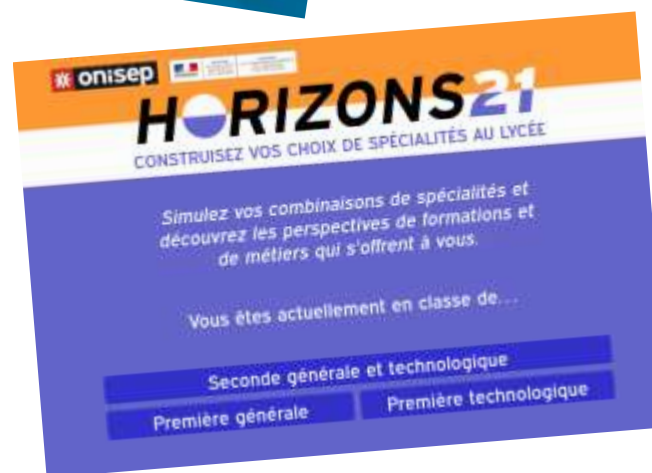 onisep
HORIZONS21
CONSTRUISEZ VOS CHOIX DE SPÉCIALITÉS AU LYCÉE
Simulez vos combinaisons de spécialités et
découvrez les perspectives de formations et
de métiers qui s'offrent à vous.
Vous êtes actuellement en classe de...
Seconde générale et technologique
Première générale
Première technologique